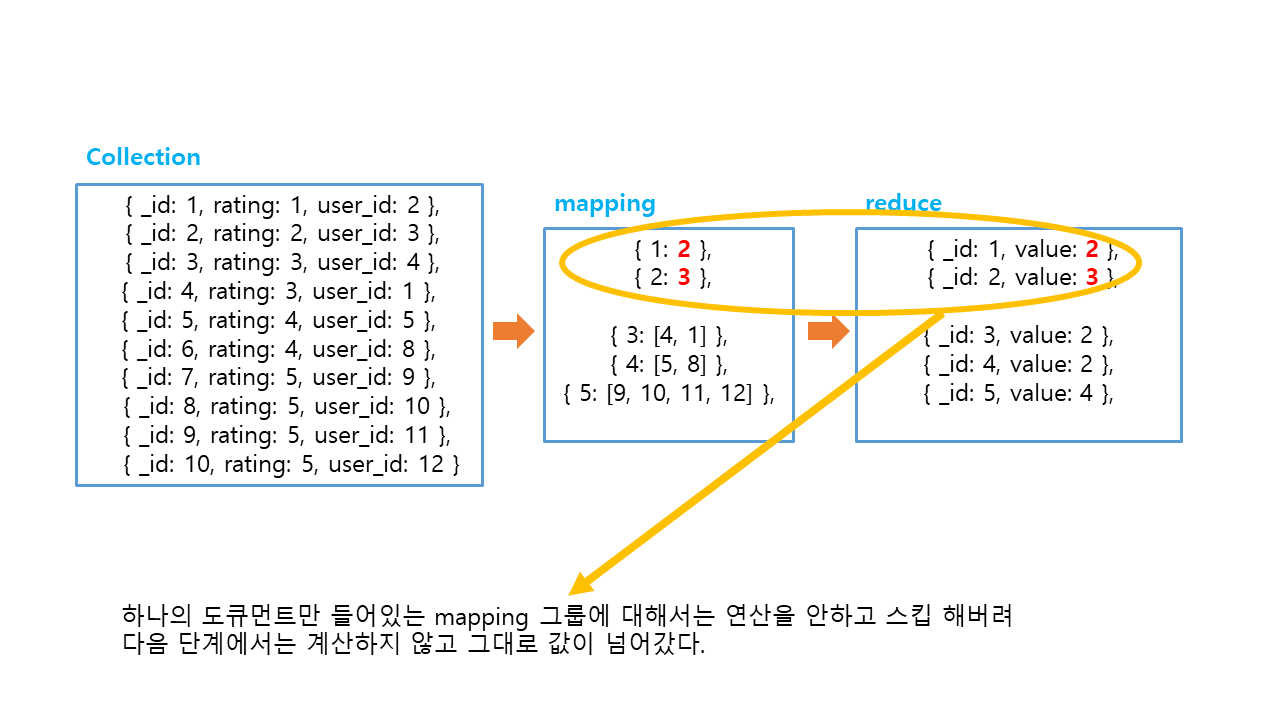 Collection
{ _id: 1, rating: 1, user_id: 2 },
{ _id: 2, rating: 2, user_id: 3 },
{ _id: 3, rating: 3, user_id: 4 },
{ _id: 4, rating: 3, user_id: 1 },
{ _id: 5, rating: 4, user_id: 5 },
{ _id: 6, rating: 4, user_id: 8 },
{ _id: 7, rating: 5, user_id: 9 },
{ _id: 8, rating: 5, user_id: 10 },
{ _id: 9, rating: 5, user_id: 11 },
{ _id: 10, rating: 5, user_id: 12 }
mapping
{ 1: 2 },
{ 2: 3 },
{ 3: [4, 1] },
{ 4: [5, 8] },
{ 5: [9, 10, 11, 12] },
reduce
{ _id: 1, value: 2 },
{ _id: 2, value: 3 },
{ _id: 3, value: 2 },
{ _id: 4, value: 2 },
{ _id: 5, value: 4 },
하나의 도큐먼트만 들어있는 mapping 그룹에 대해서는 연산을 안하고 스킵 해버려
다음 단계에서는 계산하지 않고 그대로 값이 넘어갔다.